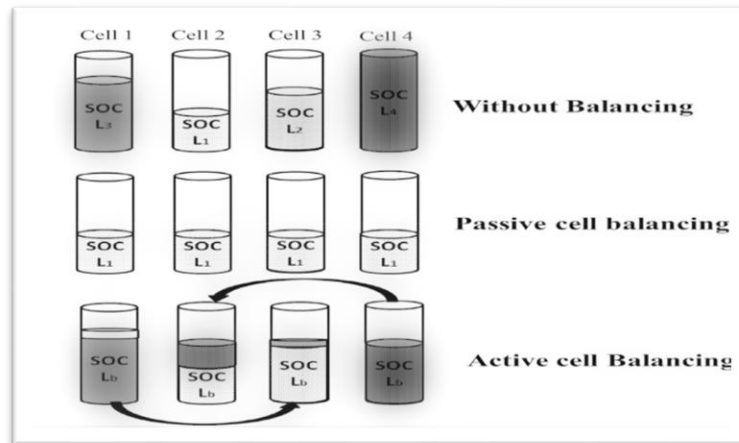 Cell 1 Cell 2 Cell 3 Cell 4
SOC L3 SOC L1 SOC L2 SOC L4
Without Balancing
SOC L1 SOC L1 SOC L1 SOC L1
Passive cell balancing
SOC Lb SOC Lb SOC Lb SOC Lb
Active cell Balancing